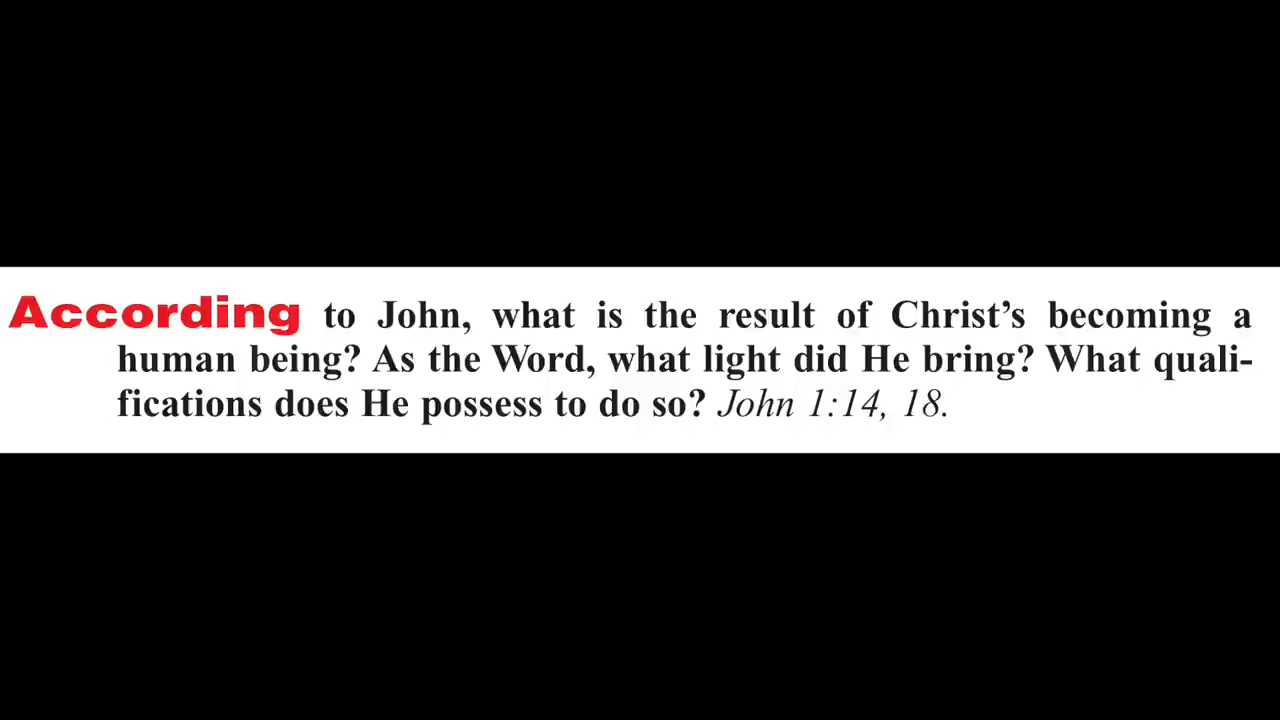 According to John, what is the result of Christ’s becoming a
human being? As the Word, what light did He bring? What quali-
fications does He possess to do so? John 1:14, 18.